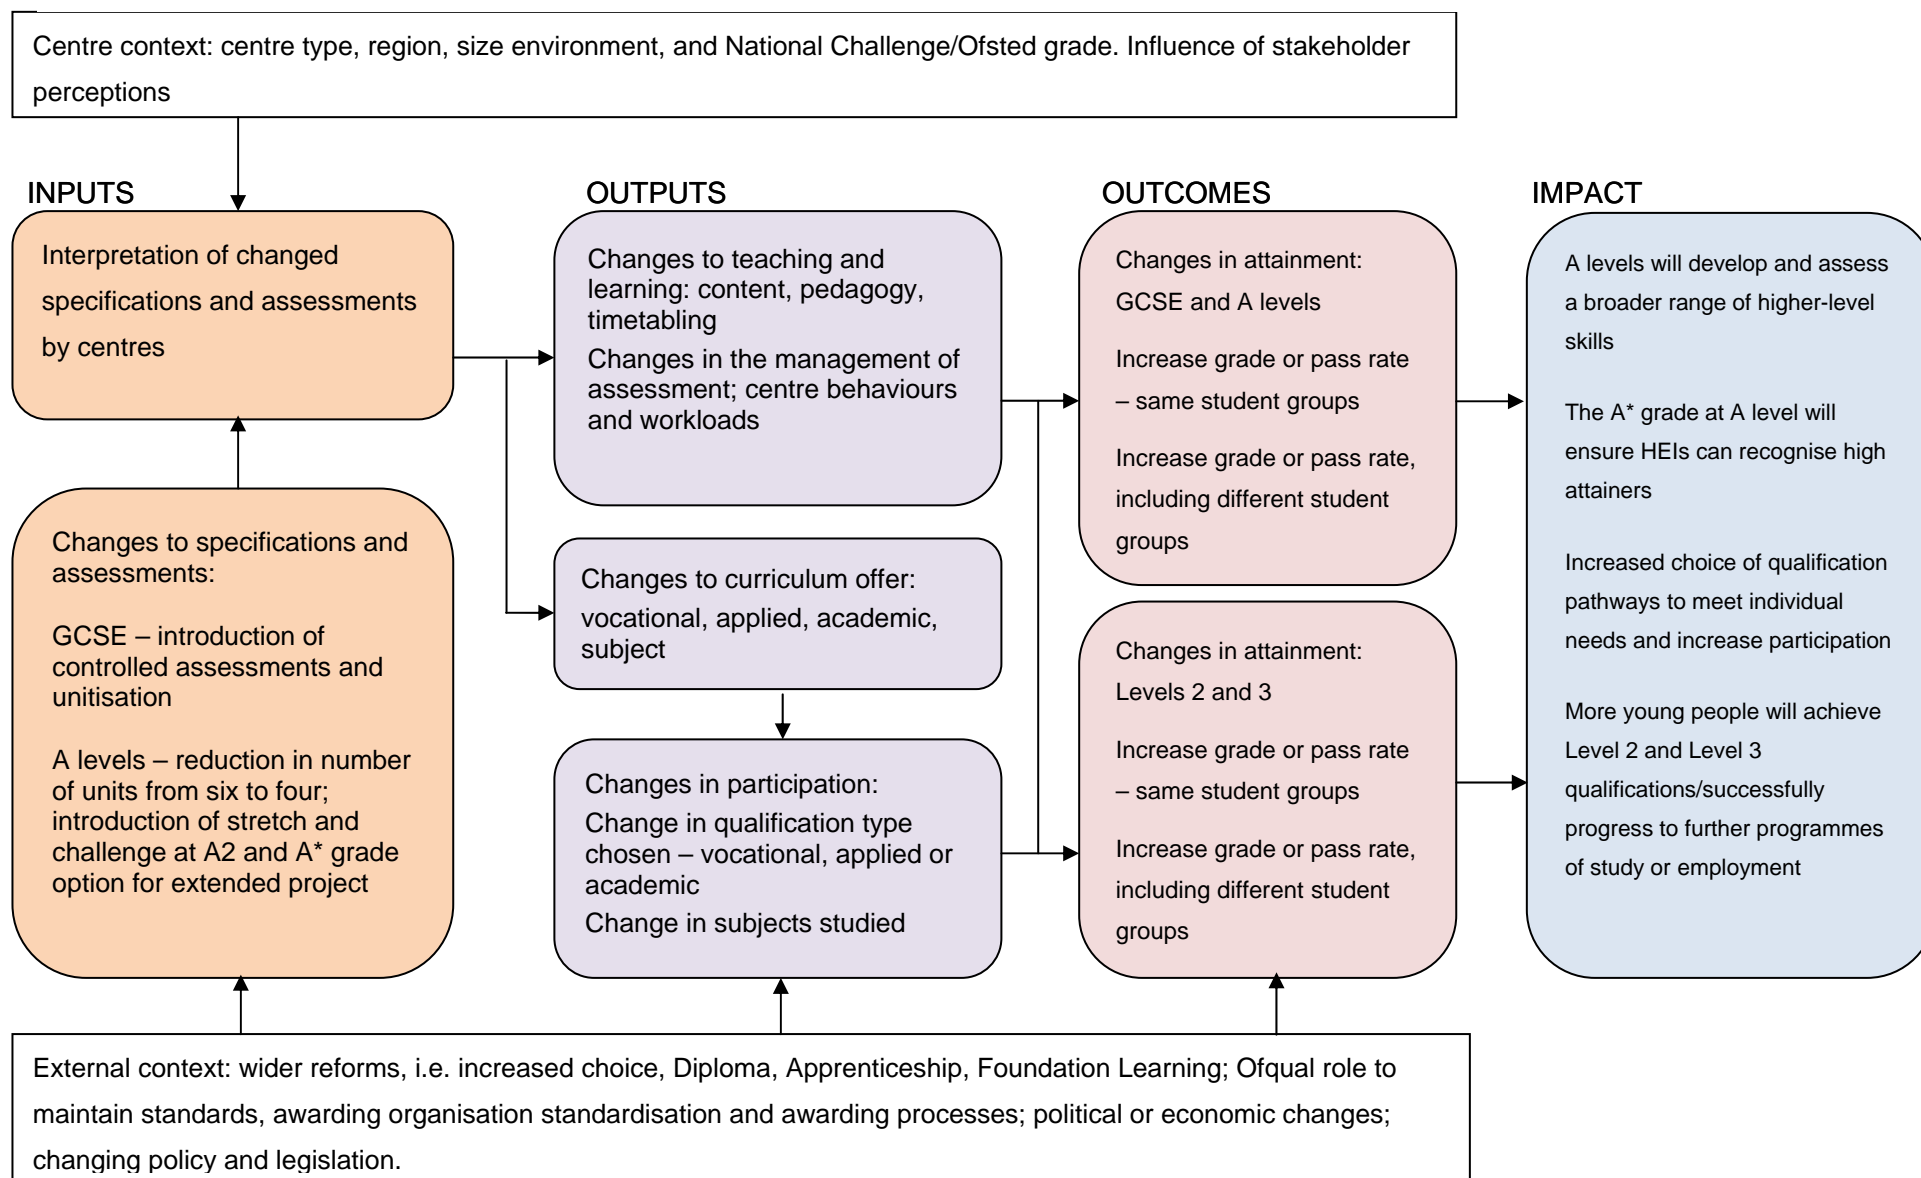 Centre context: centre type, region, size environment, and National Challenge/Ofsted grade. Influence of stakeholder
perceptions
INPUTS
Interpretation of changed
specifications and assessments
by centres
Changes to specifications and
assessments:
GCSE – introduction of
controlled assessments and
unitisation
A levels – reduction in number
of units from six to four;
introduction of stretch and
challenge at A2 and A* grade
option for extended project
OUTPUTS
Changes to teaching and
learning: content, pedagogy,
timetabling
Changes in the management of
assessment; centre behaviours
and workloads
Changes to curriculum offer:
vocational, applied, academic,
subject
Changes in participation:
Change in qualification type
chosen – vocational, applied or
academic
Change in subjects studied
OUTCOMES
Changes in attainment:
GCSE and A levels
Increase grade or pass rate
– same student groups
Increase grade or pass rate,
including different student
groups
Changes in attainment:
Levels 2 and 3
Increase grade or pass rate
– same student groups
Increase grade or pass rate,
including different student
groups
IMPACT
A levels will develop and assess
a broader range of higher-level
skills
The A* grade at A level will
ensure HEIs can recognise high
attainers
Increased choice of qualification
pathways to meet individual
needs and increase participation
More young people will achieve
Level 2 and Level 3
qualifications/successfully
progress to further programmes
of study or employment
External context: wider reforms, i.e. increased choice, Diploma, Apprenticeship, Foundation Learning; Ofqual role to
maintain standards, awarding organisation standardisation and awarding processes; political or economic changes;
changing policy and legislation.